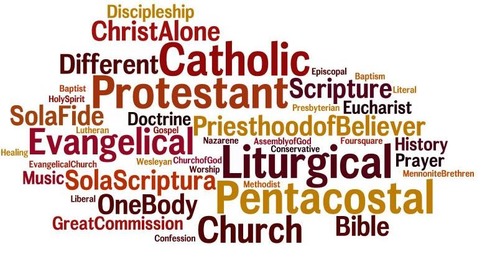 Discipleship
ChristAlone
Different Catholic Episcopal Baptism
Baptist HolySpirit Protestant Scripture Literal
SolaFide Presbyterian Eucharist
Lutheran Doctrine Gospel PriesthoodofBeliever
Evangelical Nazarene AssemblyofGod Foursquare History
Healing Conservative
EvangelicalChurch Wesleyan ChurchofGod Liturgical Prayer
Music SolaScriptura Worship MennoniteBrethren
Liberal OneBody Methodist Pentacostal
GreatCommission Church Bible
Confession